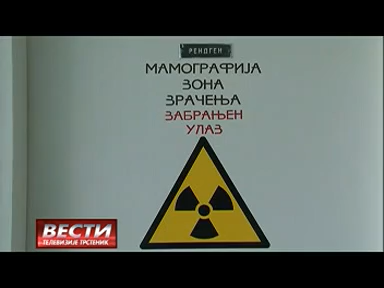 РЕНДГЕН
МАМОГРАФИЈА
ЗОНА
ЗРАЧЕЊА
ЗАБРАЊЕН
УЛАЗ
ВЕСТИ
ТЕЛЕВИЗИЈЕ ТРСТЕНИК